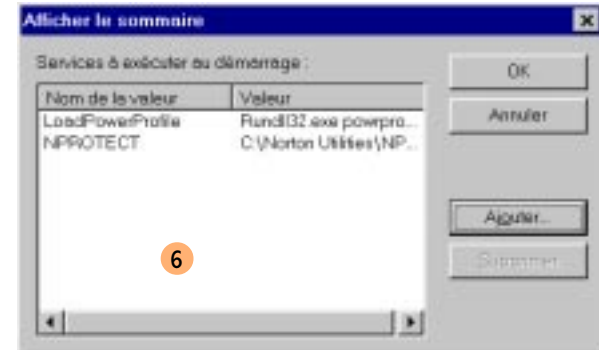 Afficher le sommaire
Services à exécuter au démarrage :
Nom de la valeur Valeur
LoadPowerProfile Rundll32.exe powrpro...
NPROTECT C:\Norton Utilities\NP...
OK
Annuler
Ajouter...
Supprimer
6